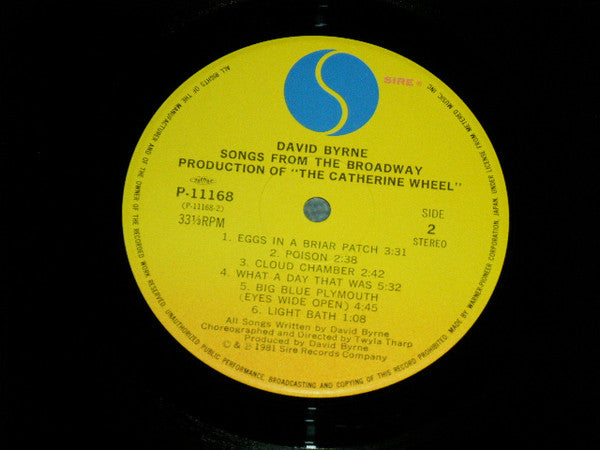 SIRE®
DAVID BYRNE
SONGS FROM THE BROADWAY
PRODUCTION OF "THE CATHERINE WHEEL"
P-11168
(P-11168-2)
33⅓RPM
SIDE
2
STEREO
1. EGGS IN A BRIAR PATCH 3:31
2. POISON 2:38
3. CLOUD CHAMBER 2:42
4. WHAT A DAY THAT WAS 5:32
5. BIG BLUE PLYMOUTH
(EYES WIDE OPEN) 4:45
6. LIGHT BATH 1:08
All Songs Written by David Byrne
Choreographed and Directed by Twyla Tharp
Produced by David Byrne
© & ℗ 1981 Sire Records Company
ALL RIGHTS OF THE MANUFACTURER AND OF THE OWNER OF THE RECORDED WORK RESERVED. UNAUTHORIZED PUBLIC PERFORMANCE, BROADCASTING AND COPYING OF THIS RECORD PROHIBITED. MADE BY WARNER-PIONEER CORPORATION, JAPAN, UNDER LICENSE FROM METERED MUSIC INC.